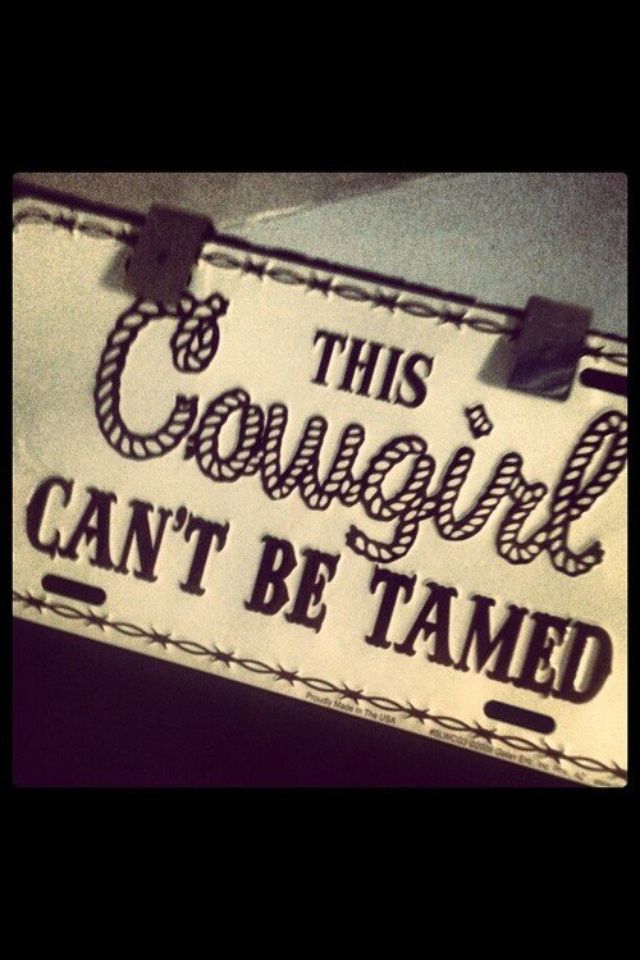 THIS
Cowgirl
CAN'T BE TAMED
Proudly Made in The USA